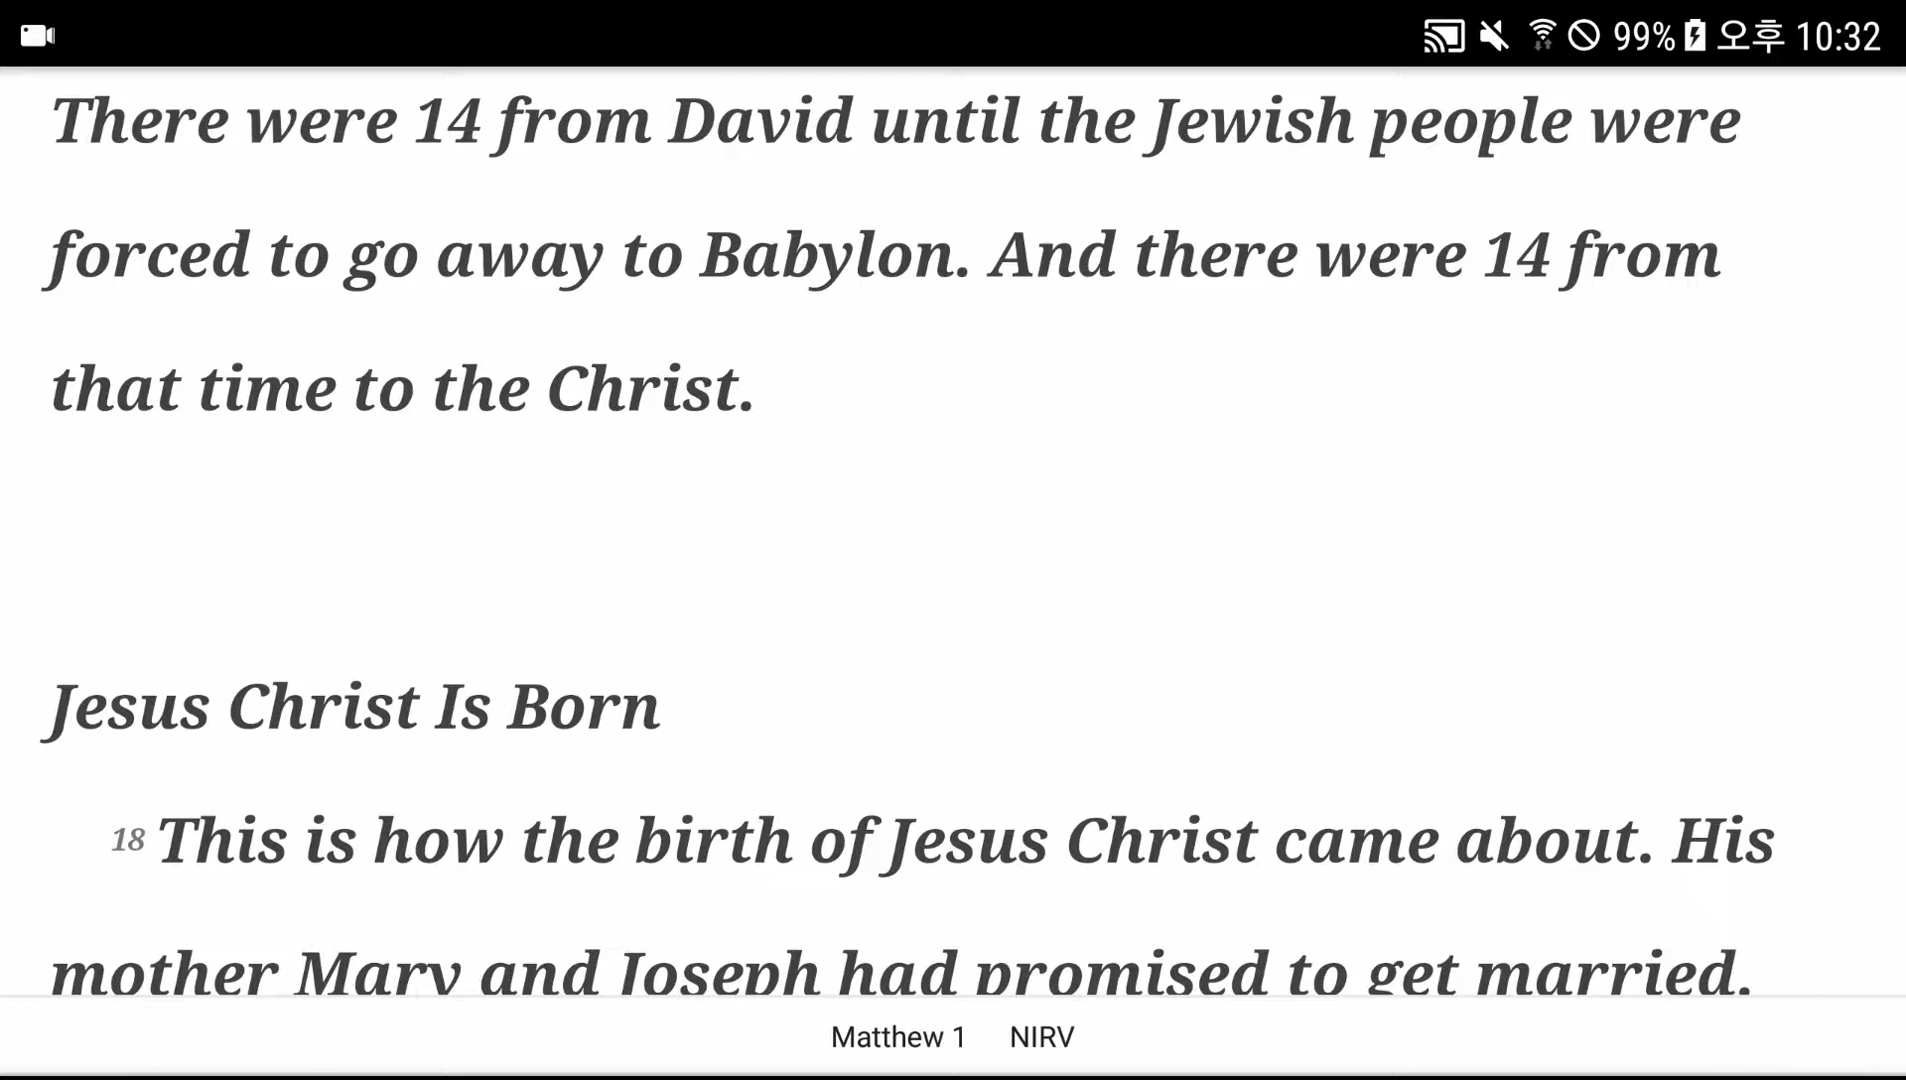 99% 오후 10:32
There were 14 from David until the Jewish people were
forced to go away to Babylon. And there were 14 from
that time to the Christ.
Jesus Christ Is Born
18 This is how the birth of Jesus Christ came about. His
mother Mary and Joseph had promised to get married.
Matthew 1 NIRV